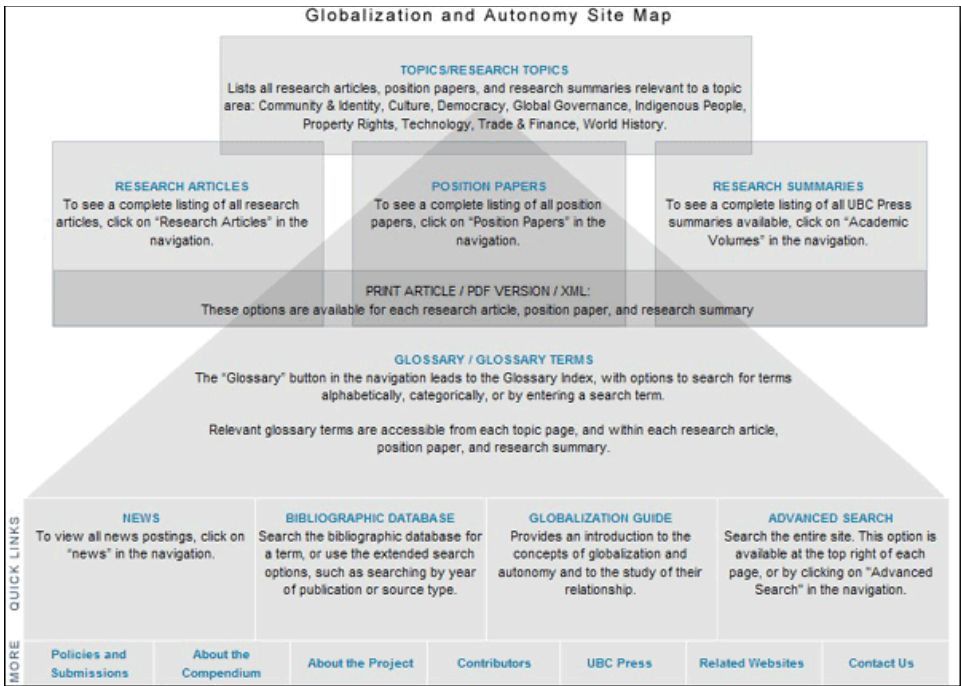 Globalization and Autonomy Site Map
TOPICS/RESEARCH TOPICS
Lists all research articles, position papers, and research summaries relevant to a topic
area: Community & Identity, Culture, Democracy, Global Governance, Indigenous People,
Property Rights, Technology, Trade & Finance, World History.
RESEARCH ARTICLES
To see a complete listing of all research
articles, click on "Research Articles" in the
navigation.
POSITION PAPERS
To see a complete listing of all position
papers, click on "Position Papers" in the
navigation.
RESEARCH SUMMARIES
To see a complete listing of all UBC Press
summaries available, click on "Academic
Volumes" in the navigation.
PRINT ARTICLE / PDF VERSION / XML:
These options are available for each research article, position paper, and research summary
GLOSSARY / GLOSSARY TERMS
The "Glossary" button in the navigation leads to the Glossary Index, with options to search for terms
alphabetically, categorically, or by entering a search term.
Relevant glossary terms are accessible from each topic page, and within each research article,
position paper, and research summary.
QUICK LINKS
NEWS
To view all news postings, click on
"news" in the navigation.
BIBLIOGRAPHIC DATABASE
Search the bibliographic database for
a term, or use the extended search
options, such as searching by year
of publication or source type.
GLOBALIZATION GUIDE
Provides an introduction to the
concepts of globalization and
autonomy and to the study of their
relationship.
ADVANCED SEARCH
Search the entire site. This option is
available at the top right of each
page, or by clicking on "Advanced
Search" in the navigation.
MORE
Policies and
Submissions
About the
Compendium
About the Project
Contributors
UBC Press
Related Websites
Contact Us